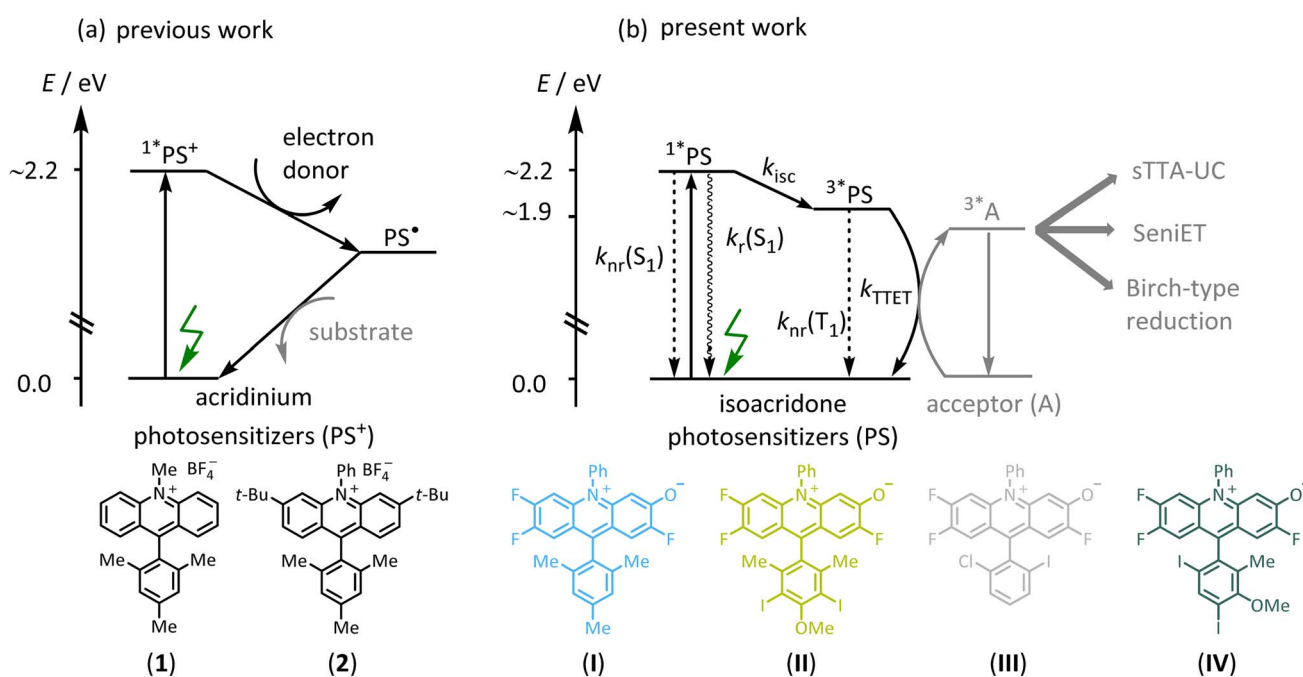 (a) previous work
E / eV
~2.2
0.0
1*PS+
electron
donor
PS•
substrate
acridinium
photosensitizers (PS+)
(b) present work
E / eV
~2.2
~1.9
0.0
1*PS
kisc
3*PS
knr(S1)
kr(S1)
knr(T1)
kTTET
3*A
sTTA-UC
SeniET
Birch-type
reduction
isoacridone
photosensitizers (PS)
acceptor (A)
Me BF4−
N+
Me Me
Me
(1)
Ph BF4−
t-Bu N+ t-Bu
Me Me
Me
(2)
Ph
F N+ O−
F F
Me Me
Me
(I)
Ph
F N+ O−
F F
Me Me
I I
OMe
(II)
Ph
F N+ O−
F F
Cl I
(III)
Ph
F N+ O−
F F
I Me
OMe
I
(IV)